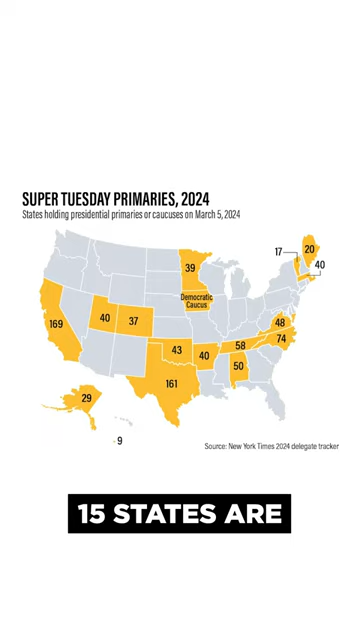 SUPER TUESDAY PRIMARIES, 2024
States holding presidential primaries or caucuses on March 5, 2024
20
17
40
39
Democratic
Caucus
169
40
37
48
74
58
43
40
50
161
29
9
Source: New York Times 2024 delegate tracker
15 STATES ARE